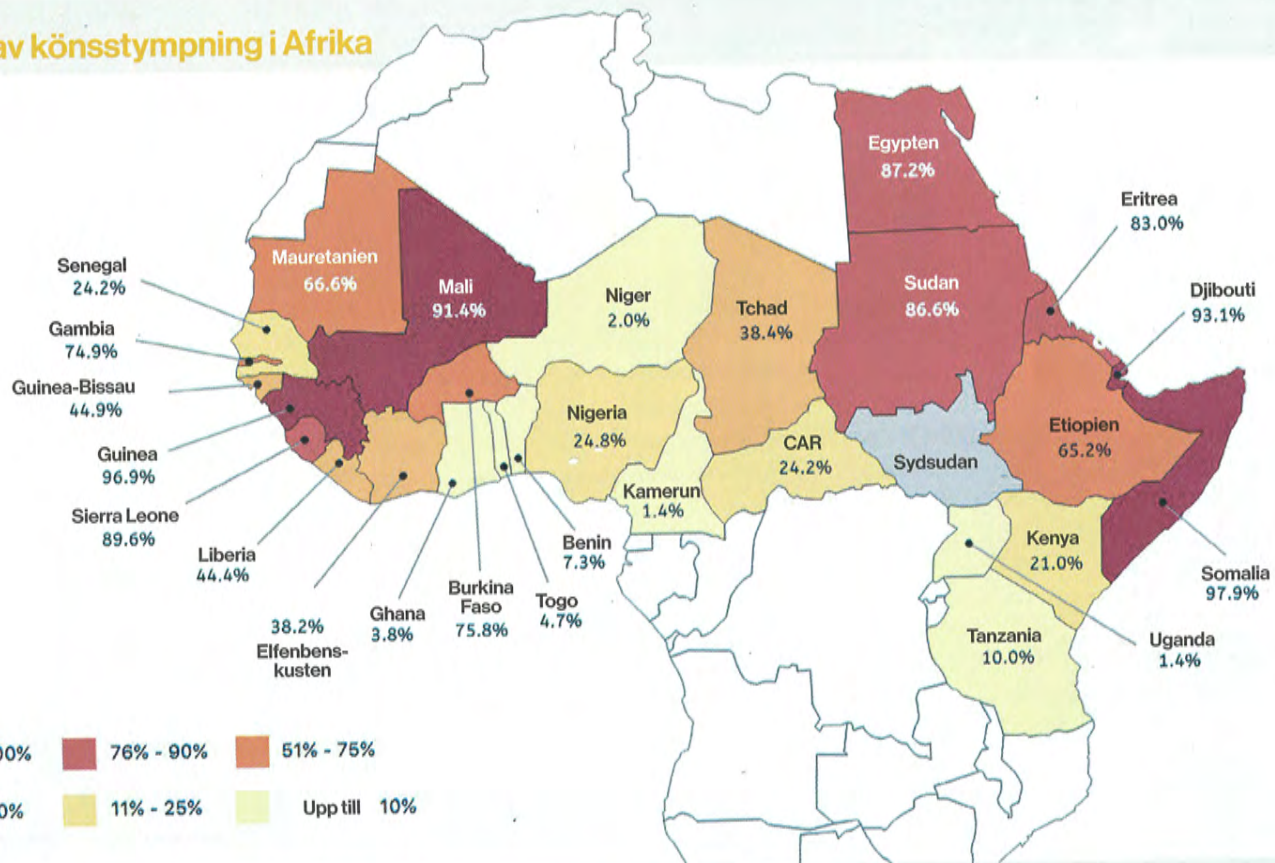 av könsstympning i Afrika
Egypten
87.2%
Eritrea
83.0%
Mauretanien
66.6%
Mali
91.4%
Senegal
24.2%
Niger
2.0%
Tchad
38.4%
Sudan
86.6%
Djibouti
93.1%
Gambia
74.9%
Guinea-Bissau
44.9%
Nigeria
24.8%
CAR
24.2%
Etiopien
65.2%
Sydsudan
Guinea
96.9%
Kamerun
1.4%
Sierra Leone
89.6%
Liberia
44.4%
Benin
7.3%
Kenya
21.0%
Somalia
97.9%
38.2%
Elfenbens-
kusten
Ghana
3.8%
Burkina
Faso
75.8%
Togo
4.7%
Tanzania
10.0%
Uganda
1.4%
00% 76% - 90% 51% - 75%
0% 11% - 25% Upp till 10%